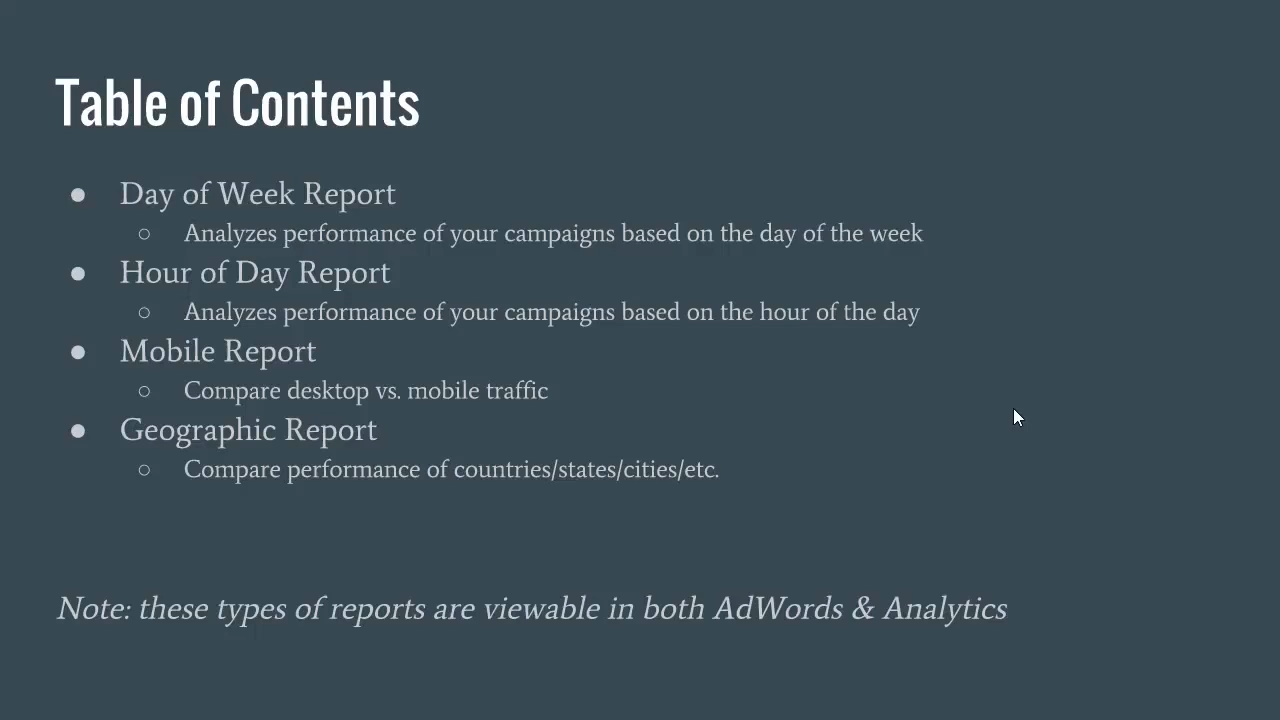 Table of Contents
● Day of Week Report
○ Analyzes performance of your campaigns based on the day of the week
● Hour of Day Report
○ Analyzes performance of your campaigns based on the hour of the day
● Mobile Report
○ Compare desktop vs. mobile traffic
● Geographic Report
○ Compare performance of countries/states/cities/etc.
Note: these types of reports are viewable in both AdWords & Analytics